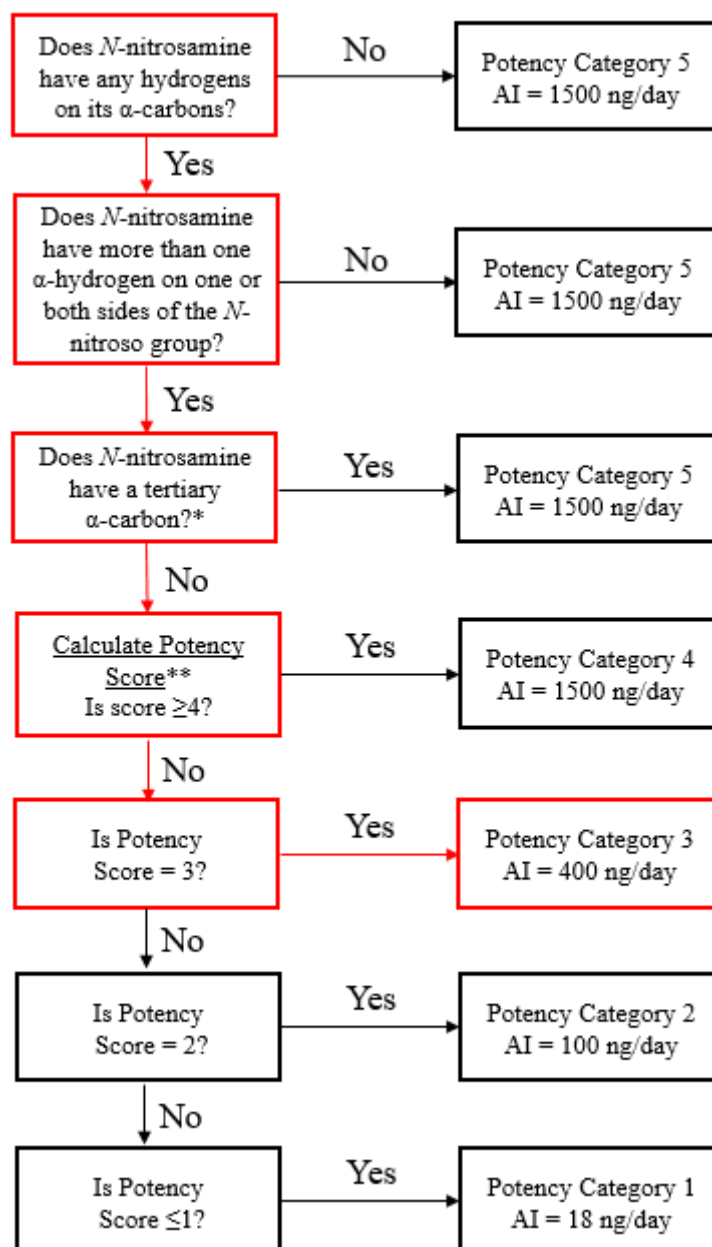 Does N-nitrosamine
have any hydrogens
on its α-carbons?
No
Potency Category 5
AI = 1500 ng/day
Yes
Does N-nitrosamine
have more than one
α-hydrogen on one or
both sides of the N-
nitroso group?
No
Potency Category 5
AI = 1500 ng/day
Yes
Does N-nitrosamine
have a tertiary
α-carbon?*
Yes
Potency Category 5
AI = 1500 ng/day
No
Calculate Potency
Score**
Is score ≥4?
Yes
Potency Category 4
AI = 1500 ng/day
No
Is Potency
Score = 3?
Yes
Potency Category 3
AI = 400 ng/day
No
Is Potency
Score = 2?
Yes
Potency Category 2
AI = 100 ng/day
No
Is Potency
Score ≤1?
Yes
Potency Category 1
AI = 18 ng/day